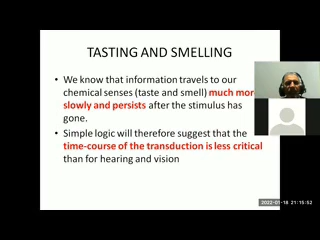 TASTING AND SMELLING
• We know that information travels to our
chemical senses (taste and smell) much more
slowly and persists after the stimulus has
gone.
• Simple logic will therefore suggest that the
time-course of the transduction is less critical
than for hearing and vision
2022-01-18 21:15:52